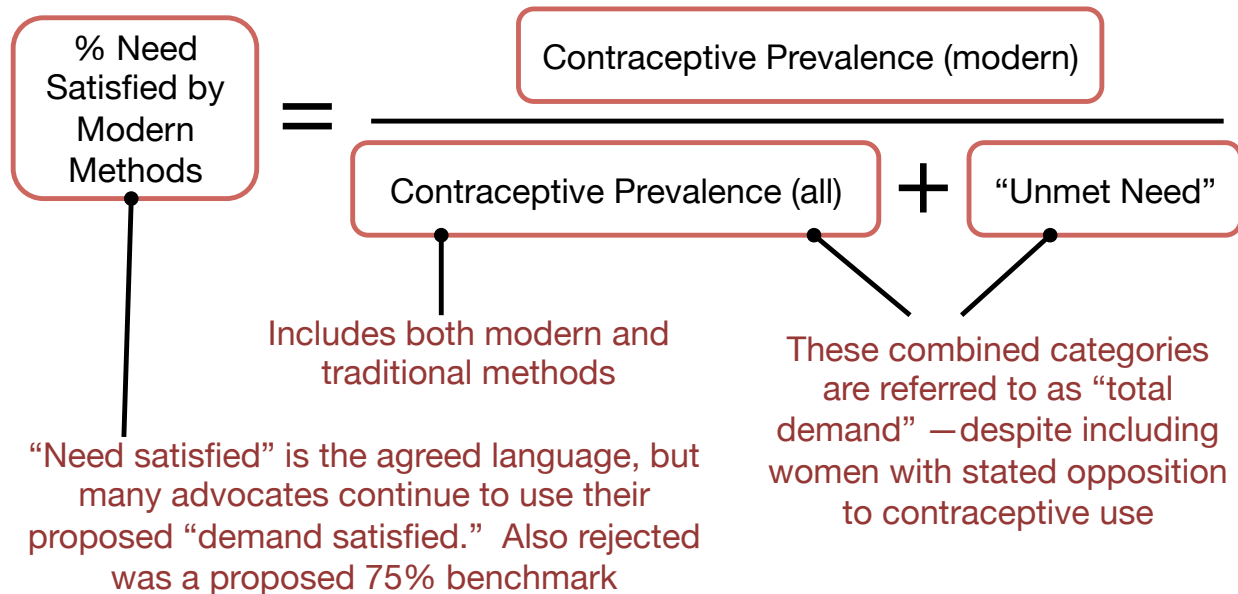 % Need
Satisfied by
Modern
Methods
=
Contraceptive Prevalence (modern)
Contraceptive Prevalence (all)
+
“Unmet Need”
Includes both modern and
traditional methods
These combined categories
are referred to as “total
demand” —despite including
women with stated opposition
to contraceptive use
“Need satisfied” is the agreed language, but
many advocates continue to use their
proposed “demand satisfied.”  Also rejected
was a proposed 75% benchmark